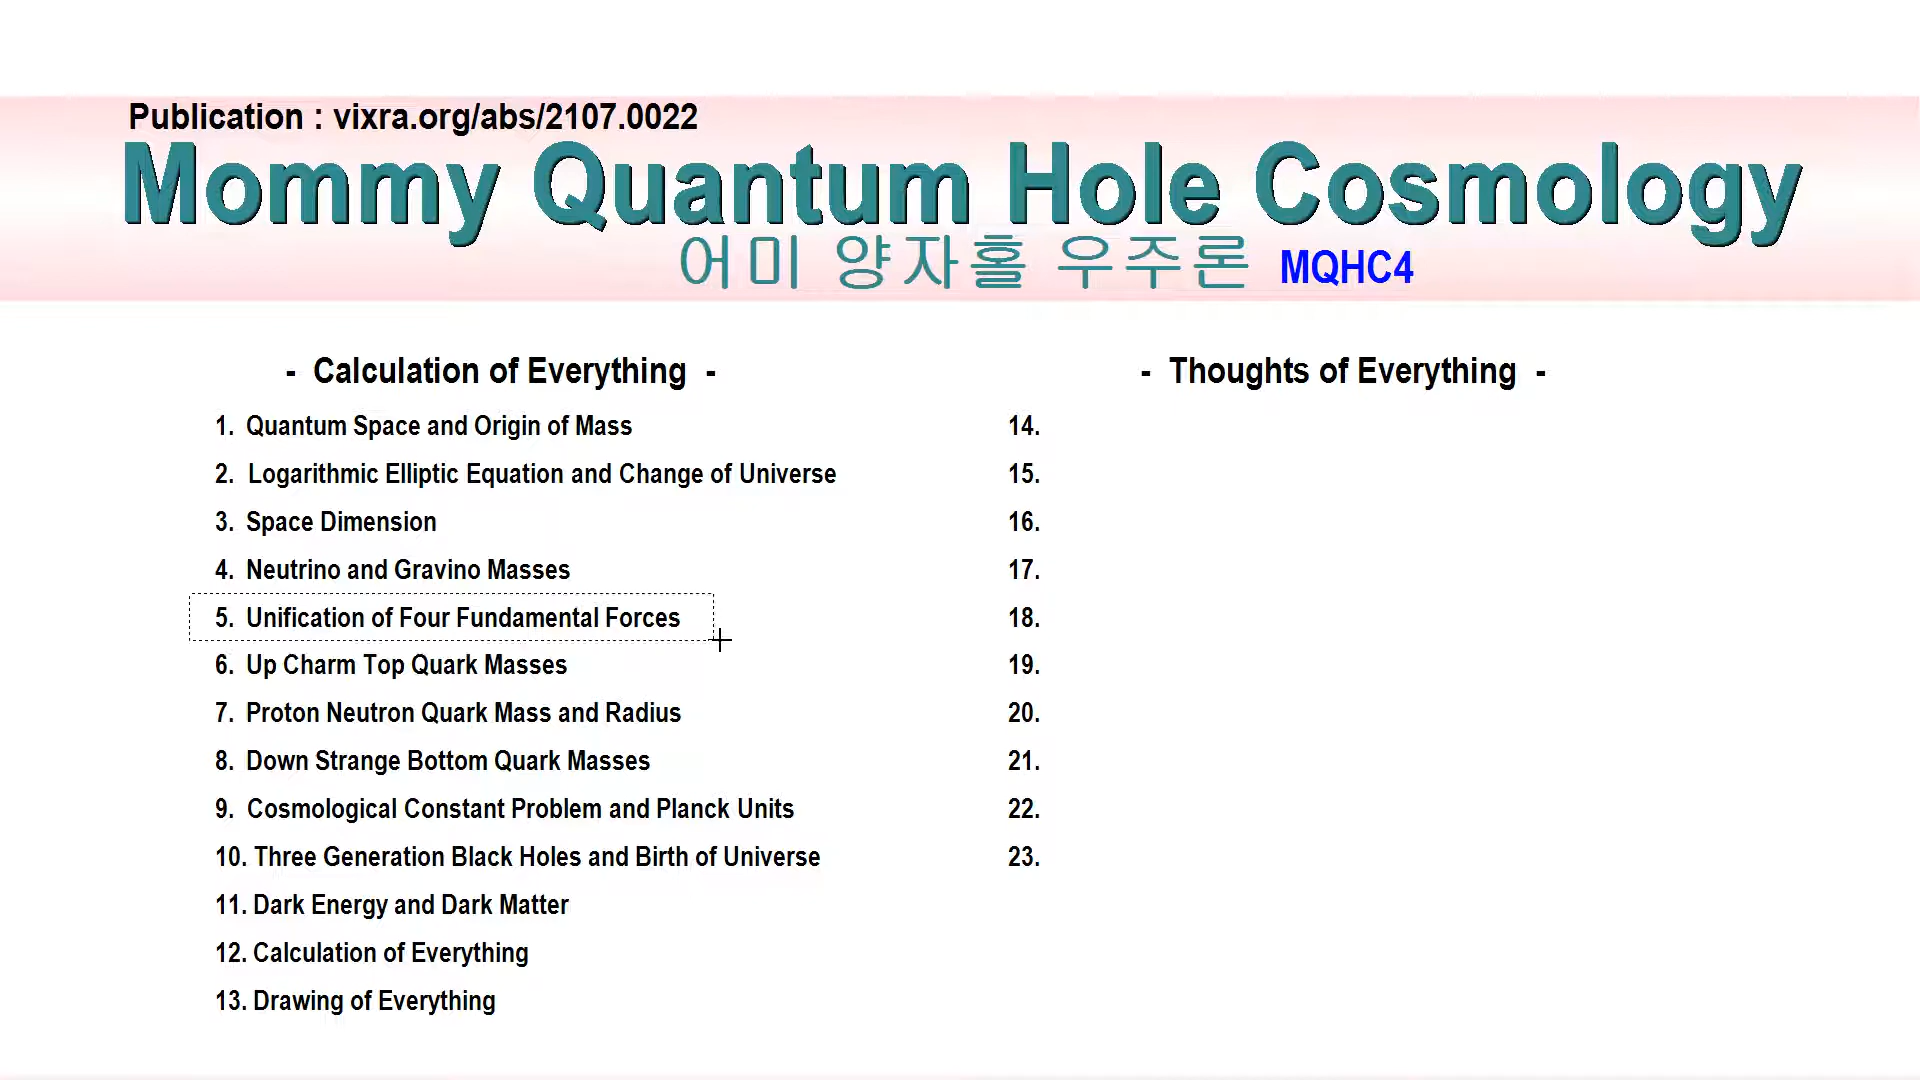 Publication : vixra.org/abs/2107.0022
Mommy Quantum Hole Cosmology
어미 양자홀 우주론 MQHC4
- Calculation of Everything -
1. Quantum Space and Origin of Mass
2. Logarithmic Elliptic Equation and Change of Universe
3. Space Dimension
4. Neutrino and Gravino Masses
5. Unification of Four Fundamental Forces
6. Up Charm Top Quark Masses
7. Proton Neutron Quark Mass and Radius
8. Down Strange Bottom Quark Masses
9. Cosmological Constant Problem and Planck Units
10. Three Generation Black Holes and Birth of Universe
11. Dark Energy and Dark Matter
12. Calculation of Everything
13. Drawing of Everything
- Thoughts of Everything -
14.
15.
16.
17.
18.
19.
20.
21.
22.
23.